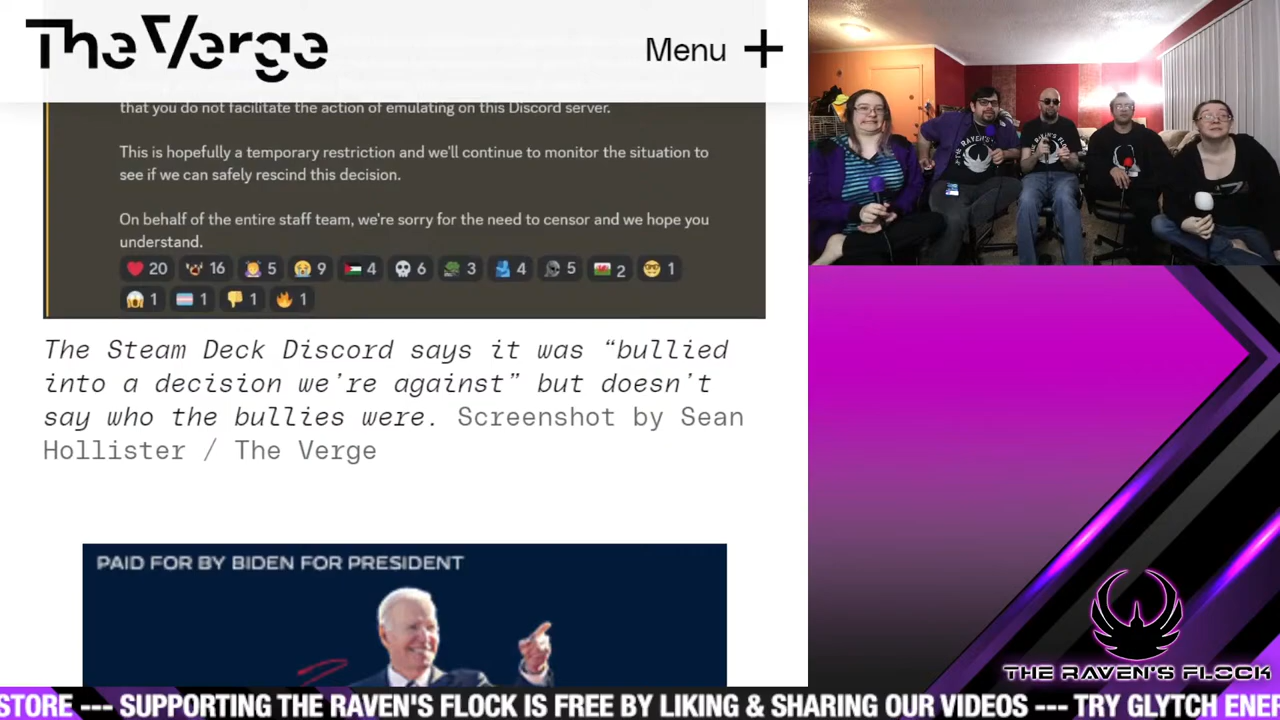 The Verge
Menu
that you do not facilitate the action of emulating on this Discord server.
This is hopefully a temporary restriction and we'll continue to monitor the situation to
see if we can safely rescind this decision.
On behalf of the entire staff team, we're sorry for the need to censor and we hope you
understand.
20 16 5 9 4 6 3 4 5 2 1
1 1 1 1
The Steam Deck Discord says it was “bullied
into a decision we’re against” but doesn’t
say who the bullies were. Screenshot by Sean
Hollister / The Verge
PAID FOR BY BIDEN FOR PRESIDENT
THE RAVEN'S FLOCK
STORE --- SUPPORTING THE RAVEN'S FLOCK IS FREE BY LIKING & SHARING OUR VIDEOS --- TRY GLYTCH ENER